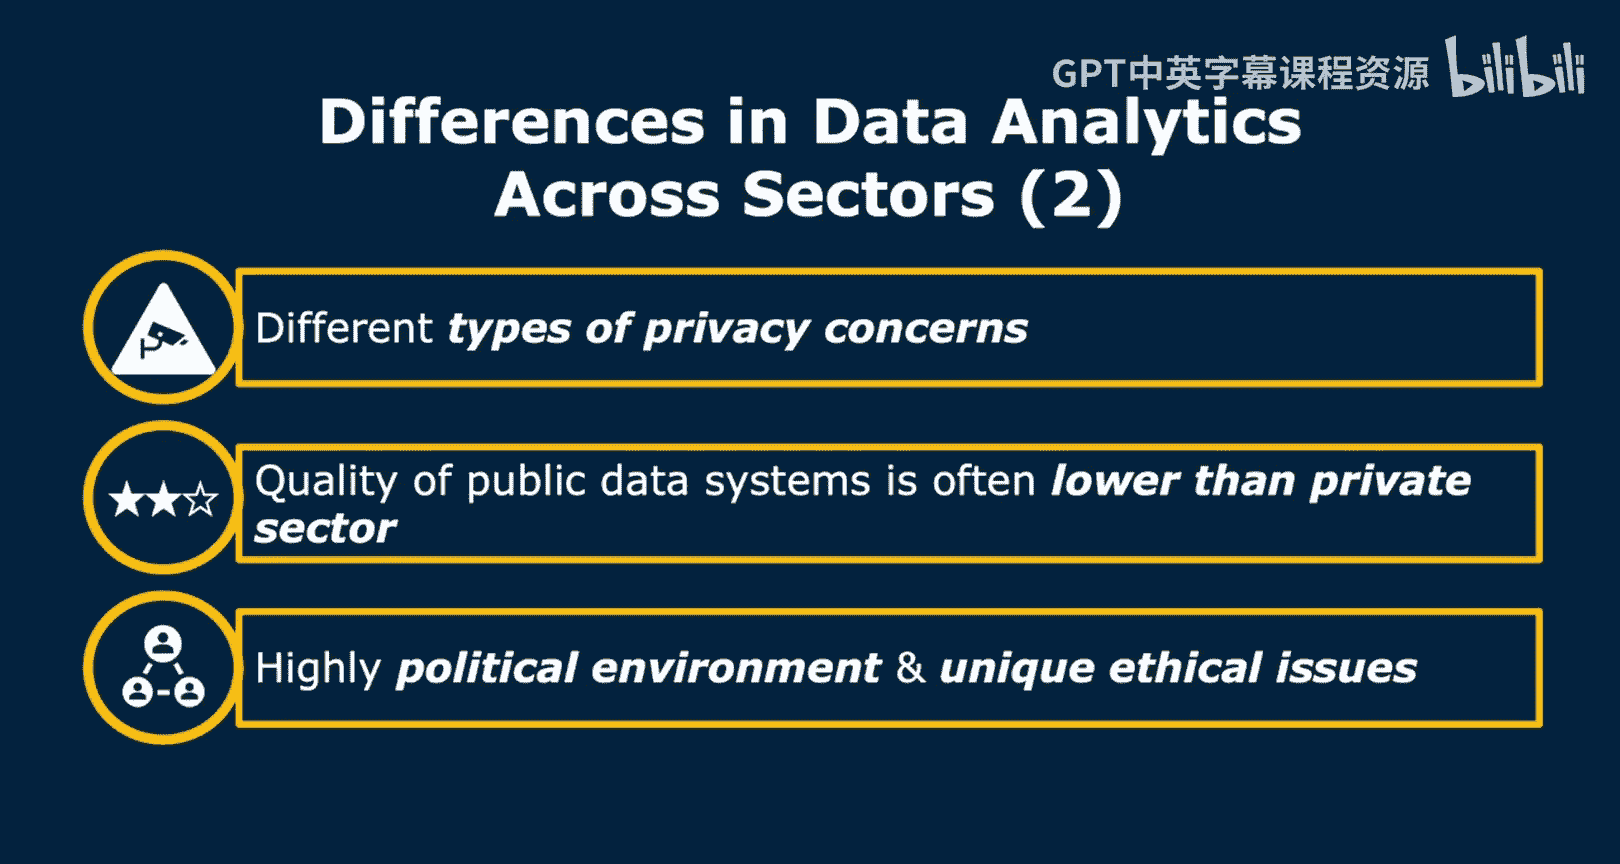 GPT中英字幕课程资源 bilibili
Differences in Data Analytics
Across Sectors (2)
Different types of privacy concerns
Quality of public data systems is often lower than private
sector
Highly political environment & unique ethical issues